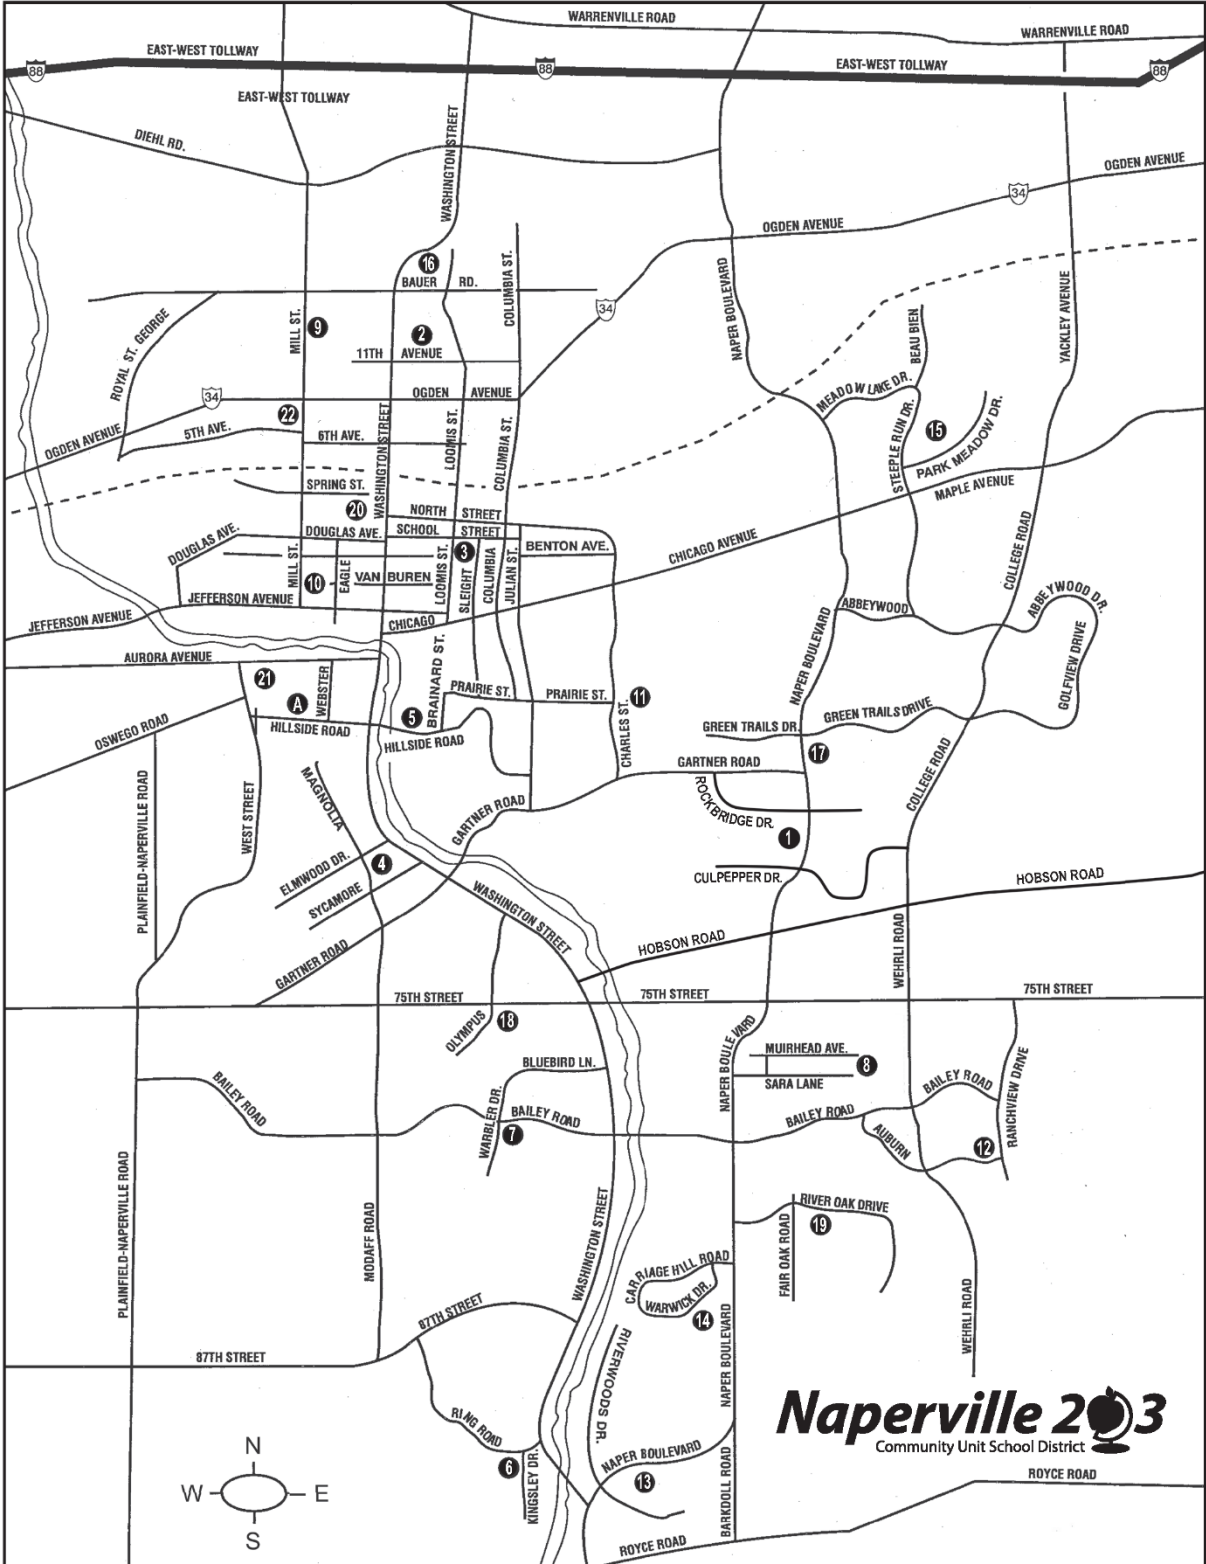 WARRENVILLE ROAD
WARRENVILLE ROAD
EAST-WEST TOLLWAY
EAST-WEST TOLLWAY
88
88
88
EAST-WEST TOLLWAY
DIEHL RD.
WASHINGTON STREET
OGDEN AVENUE
34
OGDEN AVENUE
16
BAUER RD.
COLUMBIA ST.
NAPER BOULEVARD
YACKLEY AVENUE
34
ROYAL ST. GEORGE
MILL ST.
9
2
11TH AVENUE
BEAU BIEN
MEADOW LAKE DR.
34
OGDEN AVENUE
22
OGDEN AVENUE
5TH AVE.
6TH AVE.
WASHINGTON STREET
LOOMIS ST.
COLUMBIA ST.
STEEPLE RUN DR.
15
PARK MEADOW DR.
MAPLE AVENUE
SPRING ST.
20
NORTH STREET
DOUGLAS AVE.
DOUGLAS AVE.
SCHOOL STREET
CHICAGO AVENUE
COLLEGE ROAD
BENTON AVE.
MILL ST.
10
EAGLE
VAN BUREN
LOOMIS ST.
3
SLEIGHT
COLUMBIA
JULIAN ST.
JEFFERSON AVENUE
JEFFERSON AVENUE
CHICAGO
ABBEYWOOD
ABBEYWOOD DR.
AURORA AVENUE
BRAINARD ST.
NAPER BOULEVARD
GOLFVIEW DRIVE
21
A
WEBSTER
5
PRAIRIE ST.
PRAIRIE ST.
11
OSWEGO ROAD
HILLSIDE ROAD
HILLSIDE ROAD
CHARLES ST.
GREEN TRAILS DR.
GREEN TRAILS DRIVE
17
GARTNER ROAD
COLLEGE ROAD
PLAINFIELD-NAPERVILLE ROAD
WEST STREET
MAGNOLIA
GARTNER ROAD
ROCKBRIDGE DR.
1
ELMWOOD DR.
4
SYCAMORE
CULPEPPER DR.
HOBSON ROAD
WASHINGTON STREET
HOBSON ROAD
WEHRLI ROAD
GARTNER ROAD
75TH STREET
75TH STREET
75TH STREET
OLYMPUS
18
NAPER BOULEVARD
MUIRHEAD AVE.
8
SARA LANE
BLUEBIRD LN.
BAILEY ROAD
WARBLER DR.
BAILEY ROAD
7
BAILEY ROAD
BAILEY ROAD
RANCHVIEW DRIVE
AUBURN
12
PLAINFIELD-NAPERVILLE ROAD
MODAFF ROAD
WASHINGTON STREET
RIVER OAK DRIVE
19
FAIR OAK ROAD
CARRIAGE HILL ROAD
WARWICK DR.
14
87TH STREET
87TH STREET
RIVERWOODS DR.
NAPER BOULEVARD
WEHRLI ROAD
RING ROAD
6
KINGSLEY DR.
NAPER BOULEVARD
13
BARKDOLL ROAD
Naperville 203
Community Unit School District
ROYCE ROAD
ROYCE ROAD
N
W E
S